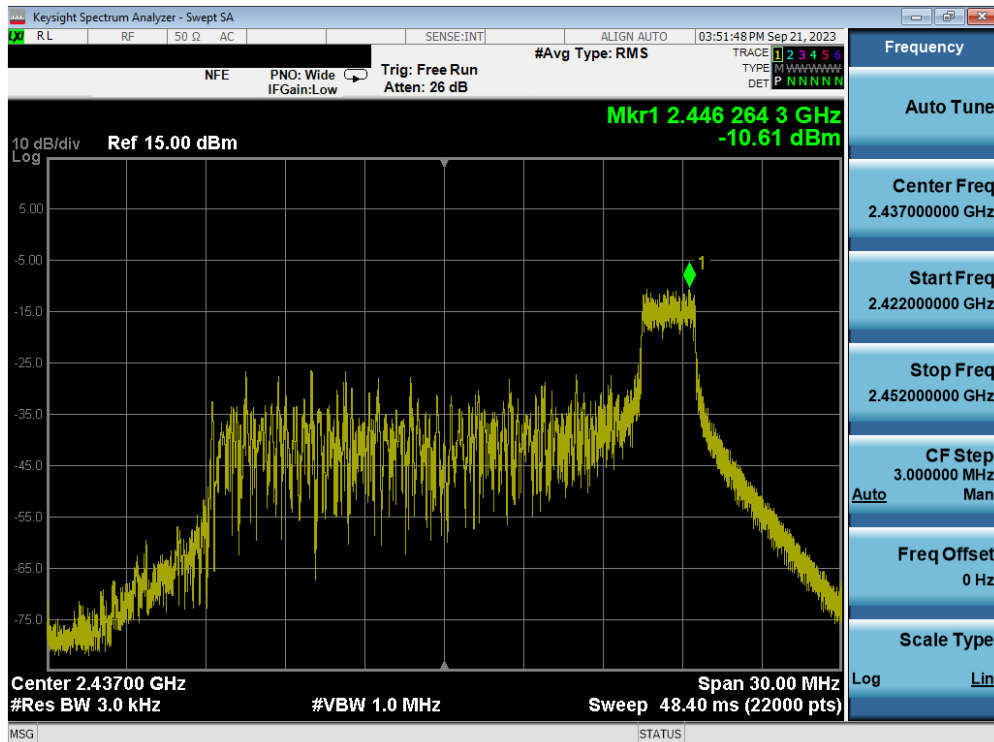 Keysight Spectrum Analyzer - Swept SA
LXI RL RF 50 Ω AC SENSE:INT ALIGN AUTO 03:51:48 PM Sep 21, 2023
NFE PNO: Wide Trig: Free Run #Avg Type: RMS TRACE 1 2 3 4 5 6
IFGain:Low Atten: 26 dB TYPE M W W W W W
DET P N N N N N
Mkr1 2.446 264 3 GHz
-10.61 dBm
10 dB/div Ref 15.00 dBm
Log
1
5.00
-5.00
-15.0
-25.0
-35.0
-45.0
-55.0
-65.0
-75.0
Center 2.43700 GHz Span 30.00 MHz
#Res BW 3.0 kHz #VBW 1.0 MHz Sweep 48.40 ms (22000 pts)
MSG STATUS
Frequency
Auto Tune
Center Freq
2.437000000 GHz
Start Freq
2.422000000 GHz
Stop Freq
2.452000000 GHz
CF Step
3.000000 MHz
Auto Man
Freq Offset
0 Hz
Scale Type
Log Lin